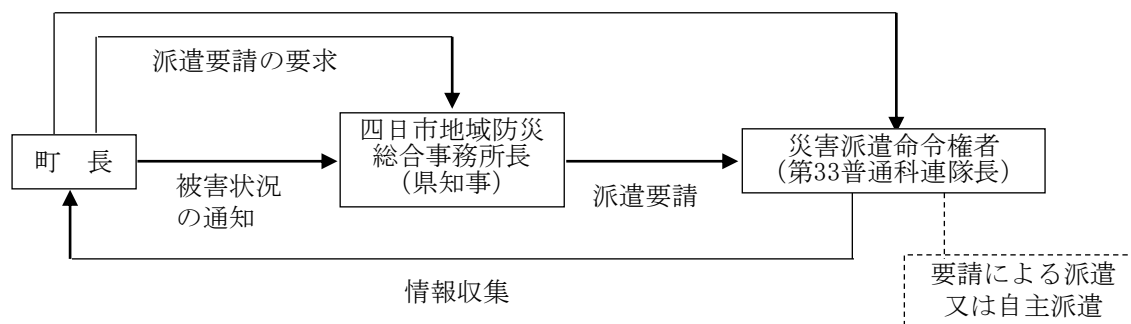 派遣要請の要求
町　長
被害状況
の通知
四日市地域防災
総合事務所長
（県知事）
派遣要請
災害派遣命令権者
（第33普通科連隊長）
情報収集
要請による派遣
又は自主派遣